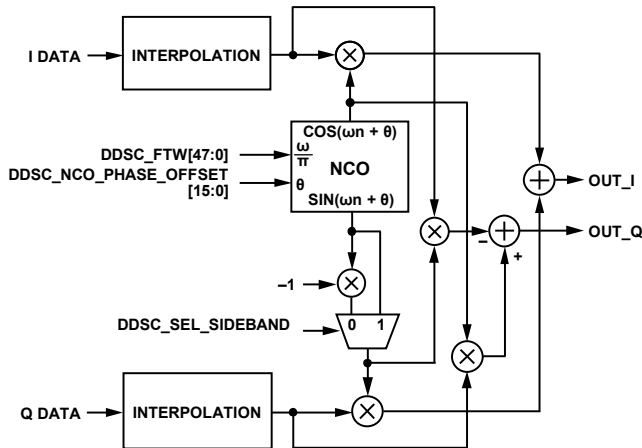 I DATA
INTERPOLATION
COS(ωn + θ)
DDSC_FTW[47:0]
ω
π
NCO
DDSC_NCO_PHASE_OFFSET
[15:0]
θ
SIN(ωn + θ)
OUT_I
–
+
OUT_Q
–1
DDSC_SEL_SIDEBAND
0 1
Q DATA
INTERPOLATION